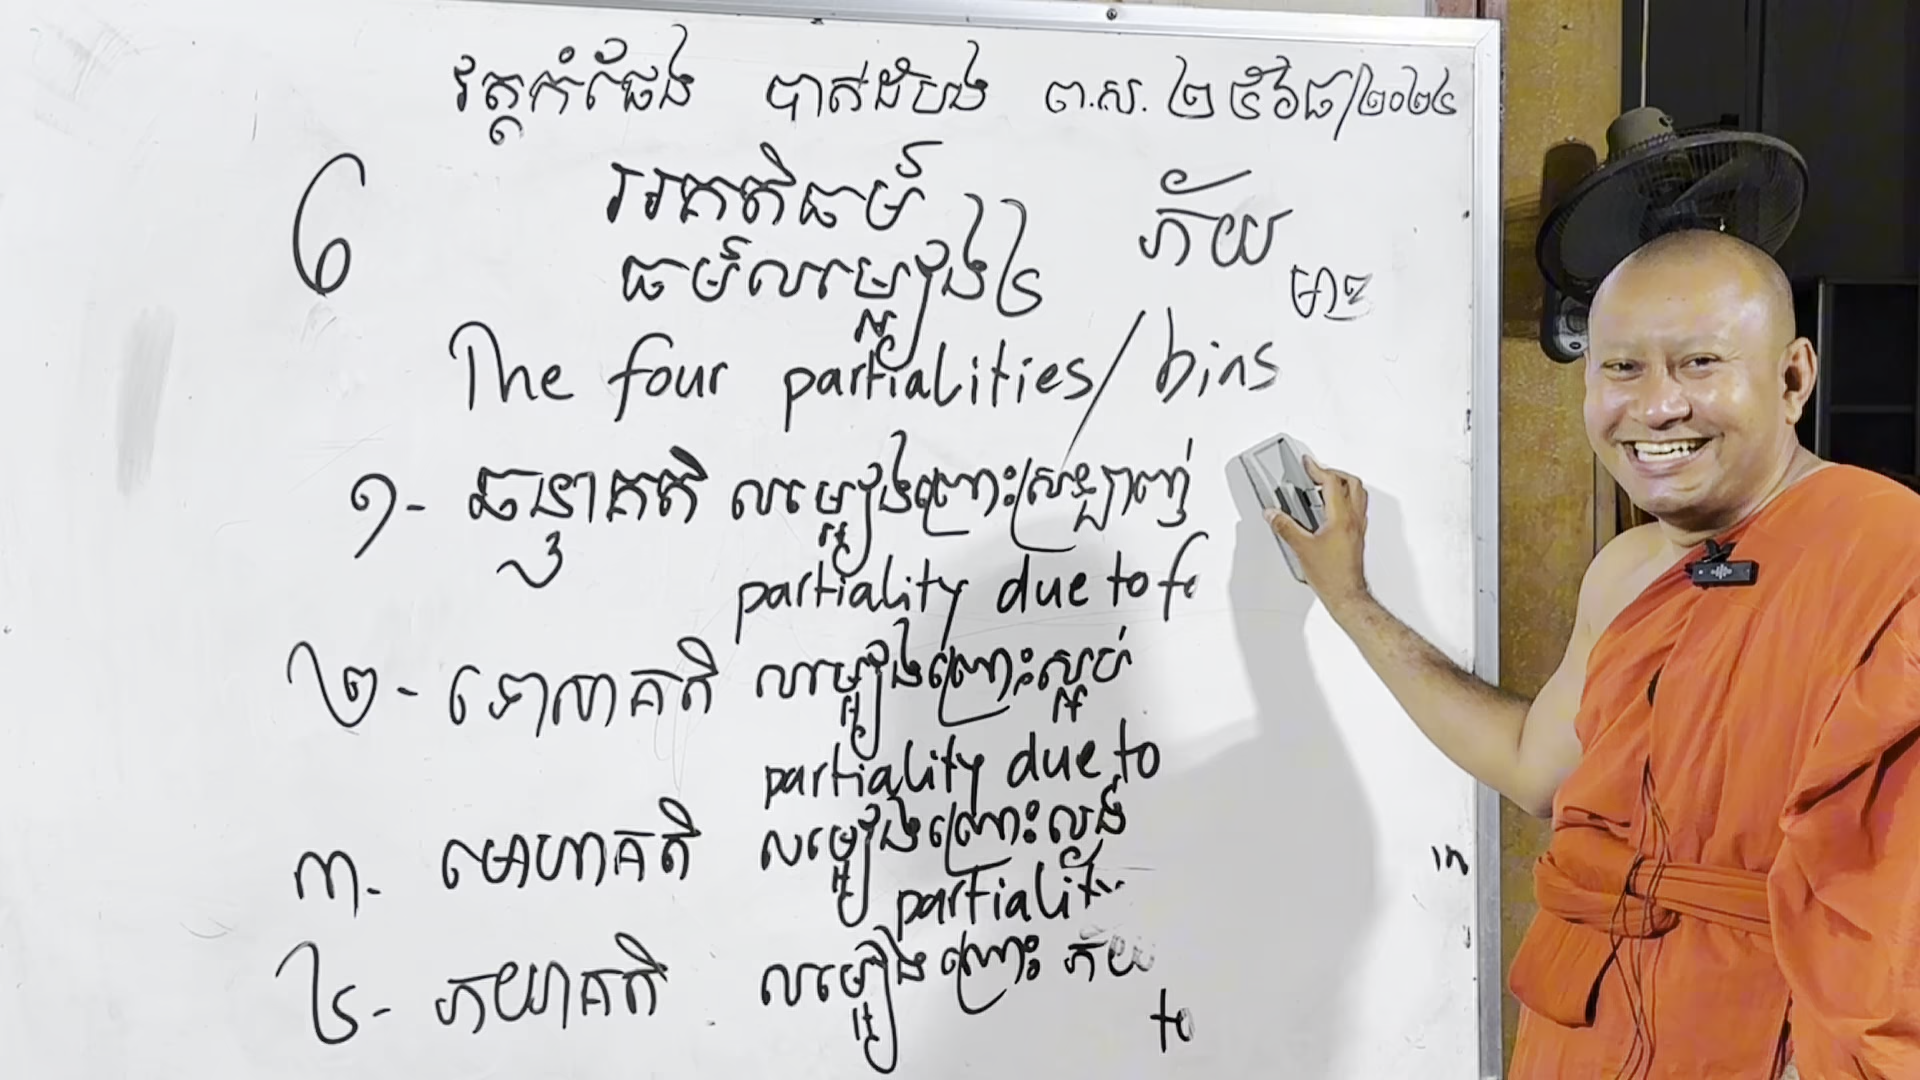 វត្តកំផែង បាត់ដំបង ព.ស. ២៥៦៨/២០២៤
៦
អគតិធម៌
ធម៌លម្អៀង ៤
ភ័យ
The four partialities/bias
១- ឆន្ទាគតិ លម្អៀងព្រោះស្រឡាញ់
partiality due to
២- ទោសាគតិ លម្អៀងព្រោះស្អប់
partiality due to
៣- មោហាគតិ លម្អៀងព្រោះល្ងង់
partialit
៤- ភយាគតិ លម្អៀងព្រោះ ភ័យ
to